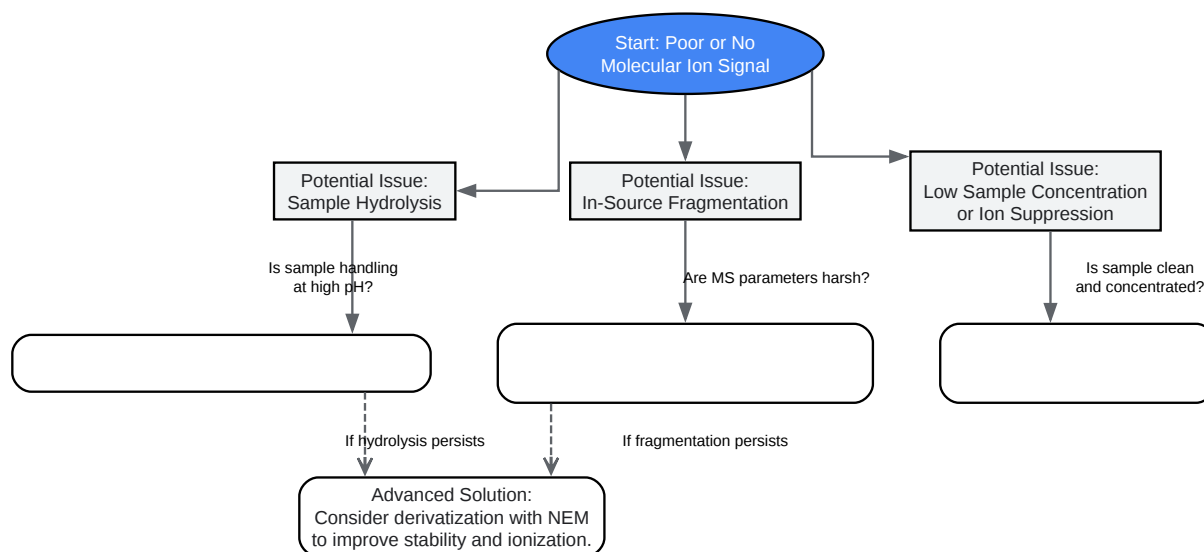 Start: Poor or No
Molecular Ion Signal
Potential Issue:
Sample Hydrolysis
Potential Issue:
In-Source Fragmentation
Potential Issue:
Low Sample Concentration
or Ion Suppression
Is sample handling
at high pH?
Are MS parameters harsh?
Is sample clean
and concentrated?
If hydrolysis persists
If fragmentation persists
Advanced Solution:
Consider derivatization with NEM
to improve stability and ionization.